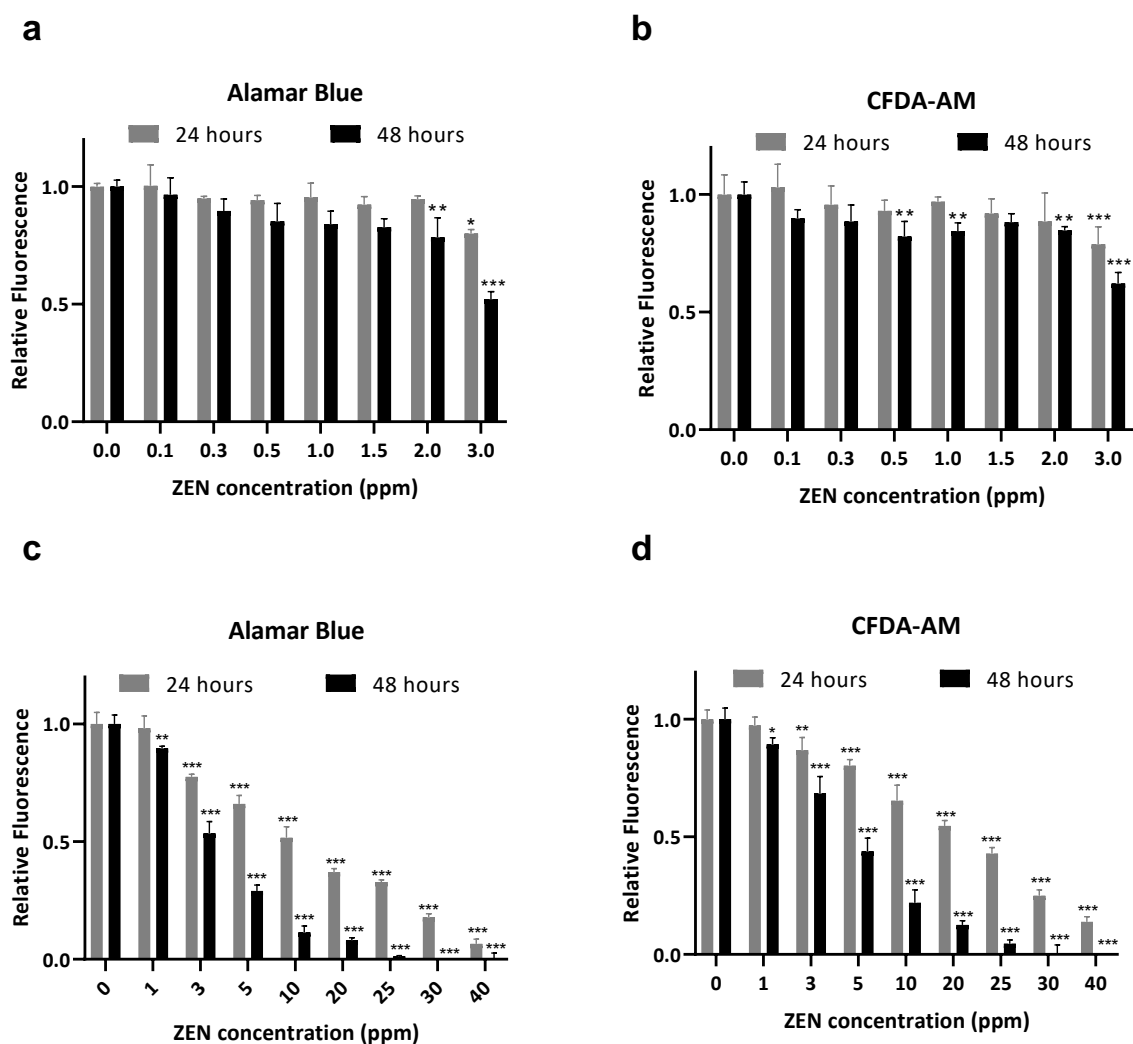 a
Alamar Blue
24 hours 48 hours
Relative Fluorescence
1.0
0.5
0.0
** * ***
0.0 0.1 0.3 0.5 1.0 1.5 2.0 3.0
ZEN concentration (ppm)
b
CFDA-AM
24 hours 48 hours
Relative Fluorescence
1.0
0.5
0.0
** ** ** *** ***
0.0 0.1 0.3 0.5 1.0 1.5 2.0 3.0
ZEN concentration (ppm)
c
Alamar Blue
24 hours 48 hours
Relative Fluorescence
1.0
0.5
0.0
** *** *** *** *** *** *** *** *** *** *** *** *** *** ***
0 1 3 5 10 20 25 30 40
ZEN concentration (ppm)
d
CFDA-AM
24 hours 48 hours
Relative Fluorescence
1.0
0.5
0.0
* ** *** *** *** *** *** *** *** *** *** *** *** *** ***
0 1 3 5 10 20 25 30 40
ZEN concentration (ppm)